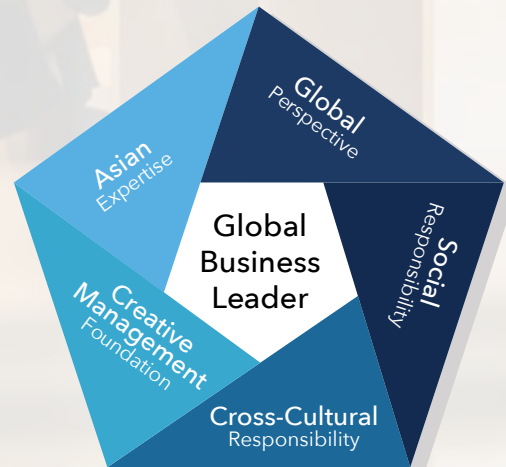 Global
Perspective
Asian
Expertise
Global
Business
Leader
Social
Responsibility
Creative
Management
Foundation
Cross-Cultural
Responsibility